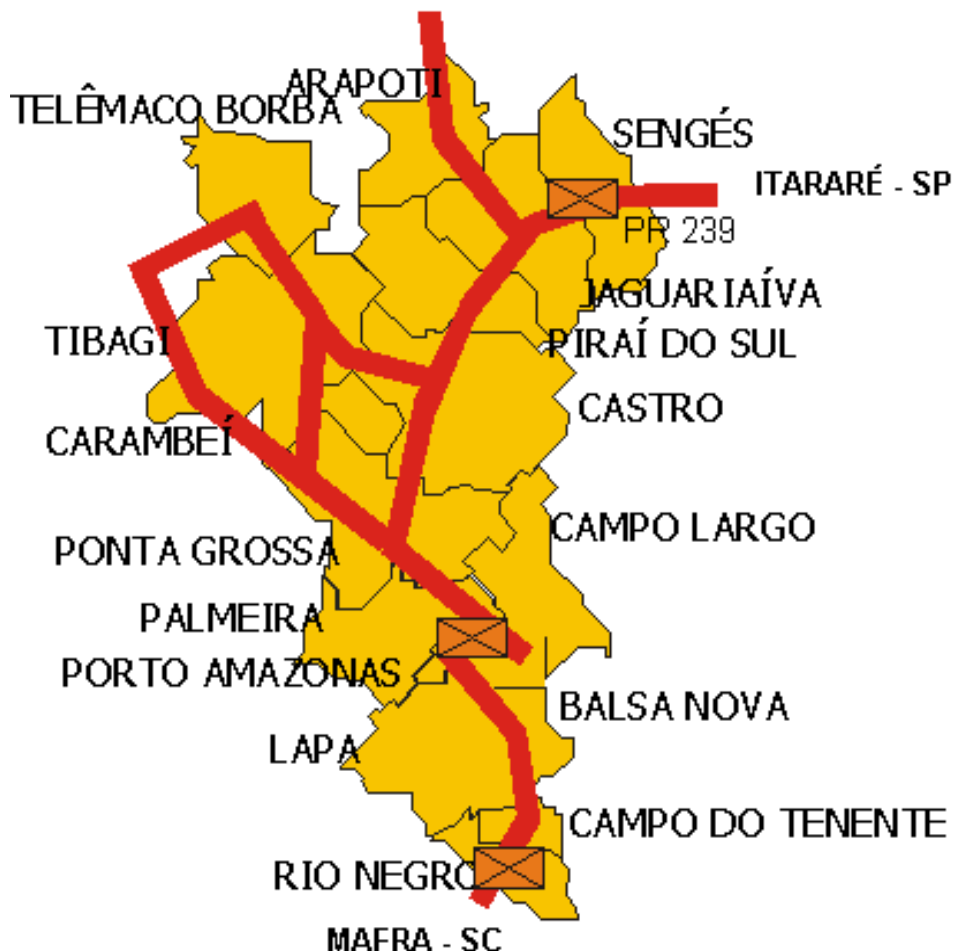 ARAPOTI
TELÊMACO BORBA
SENGÉS
ITARARÉ - SP
PR 239
JAGUARIAÍVA
TIBAGI
PIRAÍ DO SUL
CASTRO
CARAMBEÍ
CAMPO LARGO
PONTA GROSSA
PALMEIRA
PORTO AMAZONAS
BALSA NOVA
LAPA
CAMPO DO TENENTE
RIO NEGRO
MAFRA - SC